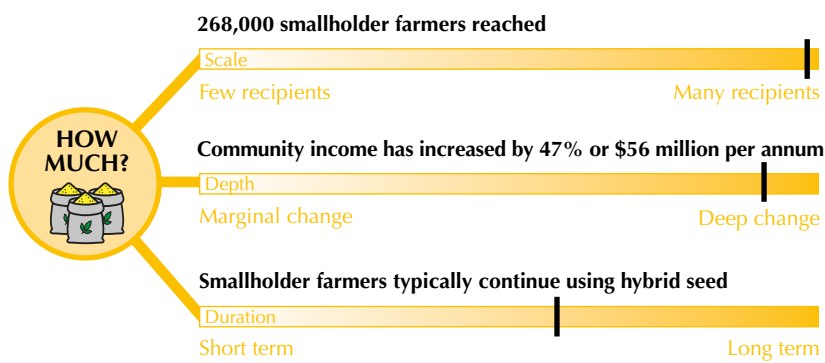 268,000 smallholder farmers reached
Scale
Few recipients
Many recipients
HOW
MUCH?
Community income has increased by 47% or $56 million per annum
Depth
Marginal change
Deep change
Smallholder farmers typically continue using hybrid seed
Duration
Short term
Long term